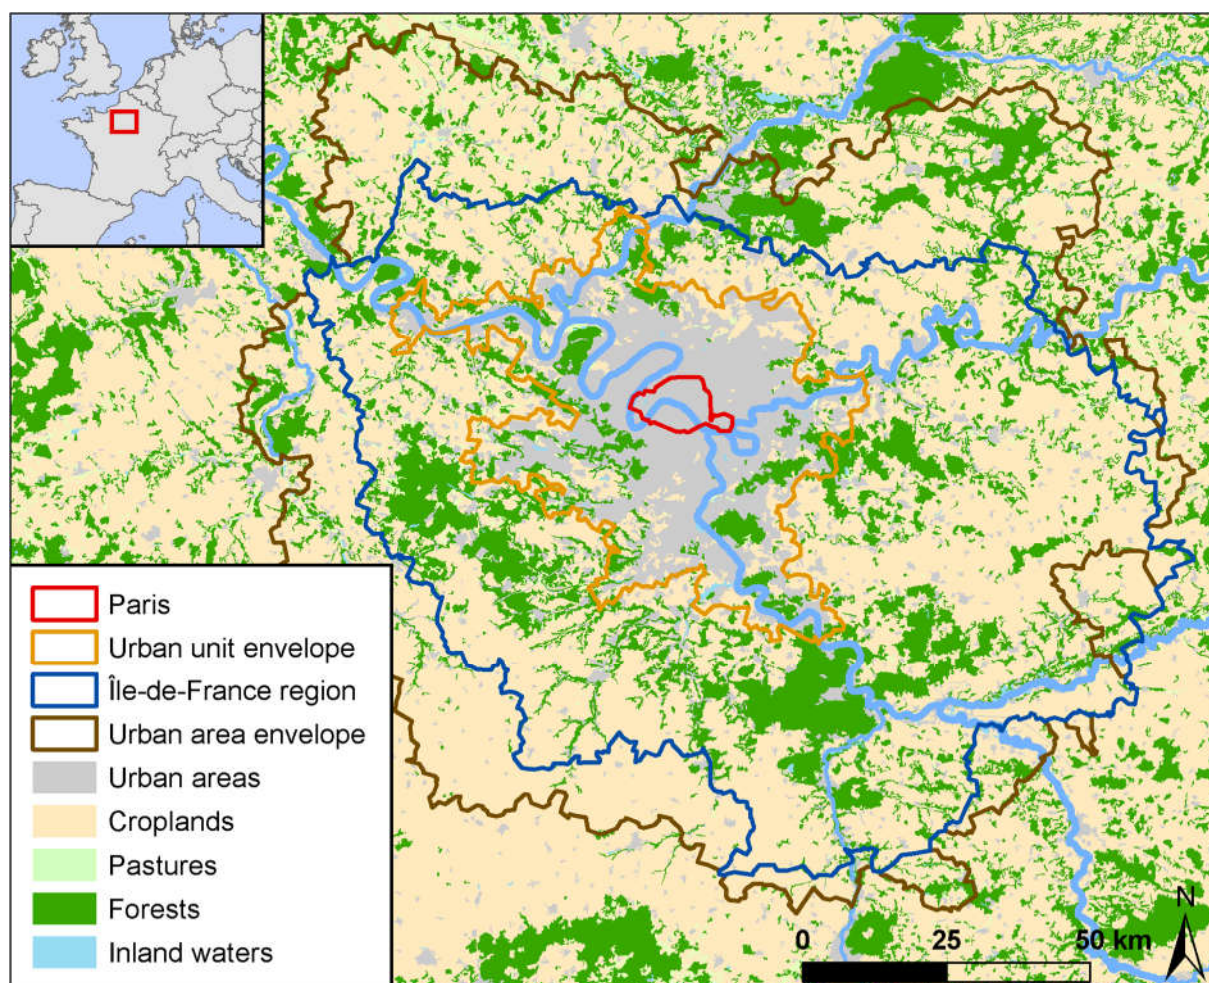 Paris
Urban unit envelope
Île-de-France region
Urban area envelope
Urban areas
Croplands
Pastures
Forests
Inland waters
N
0 25 50 km